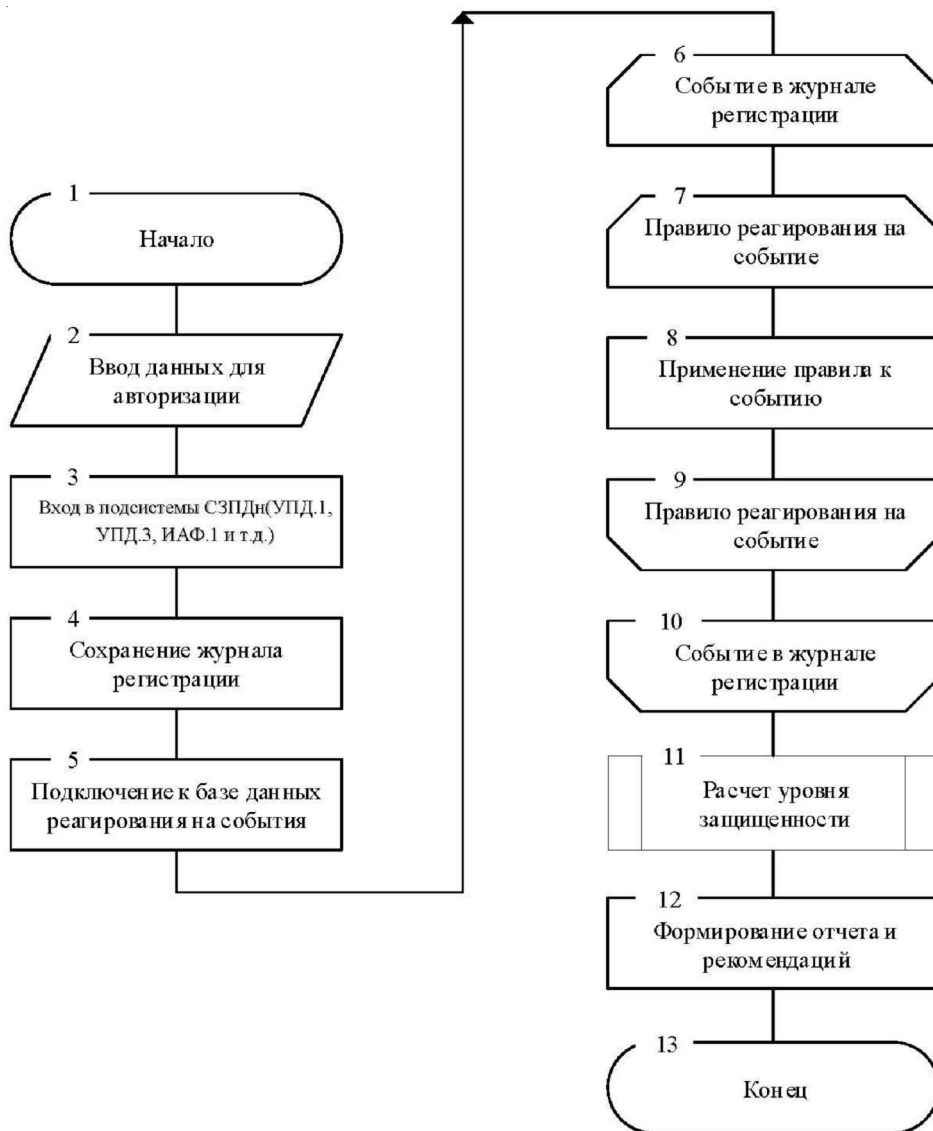 1
Начало
2
Ввод данных для
авторизации
3
Вход в подсистемы СЗПДн(УПД.1,
УПД.3, ИАФ.1 и т.д.)
4
Сохранение журнала
регистрации
5
Подключение к базе данных
реагирования на события
6
Событие в журнале
регистрации
7
Правило реагирования на
событие
8
Применение правила к
событию
9
Правило реагирования на
событие
10
Событие в журнале
регистрации
11
Расчет уровня
защищенности
12
Формирование отчета и
рекомендаций
13
Конец